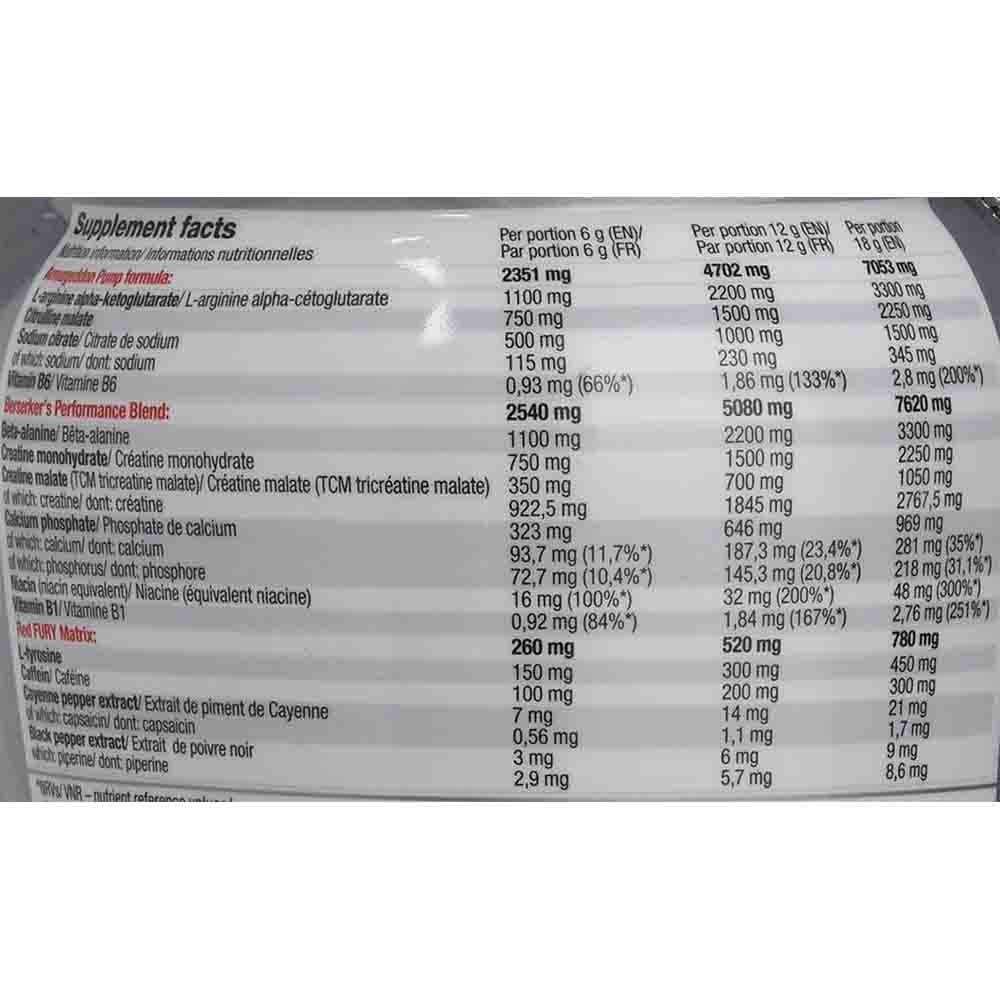 Supplement facts
Nutrition information/ Informations nutritionnelles Per portion 6 g (EN)/ Par portion 6 g (FR) Per portion 12 g (EN)/ Par portion 12 g (FR) Per portion 18 g (EN)
Armageddon Pump formula: 2351 mg 4702 mg 7053 mg
L-arginine alpha-ketoglutarate/ L-arginine alpha-cétoglutarate 1100 mg 2200 mg 3300 mg
Citrulline malate 750 mg 1500 mg 2250 mg
Sodium citrate/ Citrate de sodium 500 mg 1000 mg 1500 mg
of which: sodium/ dont: sodium 115 mg 230 mg 345 mg
Vitamin B6/ Vitamine B6 0,93 mg (66%*) 1,86 mg (133%*) 2,8 mg (200%*)
Berserker's Performance Blend: 2540 mg 5080 mg 7620 mg
Beta-alanine/ Bêta-alanine 1100 mg 2200 mg 3300 mg
Creatine monohydrate/ Créatine monohydrate 750 mg 1500 mg 2250 mg
Creatine malate (TCM tricreatine malate)/ Créatine malate (TCM tricréatine malate) 350 mg 700 mg 1050 mg
of which: creatine/ dont: créatine 922,5 mg 1845 mg 2767,5 mg
Calcium phosphate/ Phosphate de calcium 323 mg 646 mg 969 mg
of which: calcium/ dont: calcium 93,7 mg (11,7%*) 187,3 mg (23,4%*) 281 mg (35%*)
of which: phosphorus/ dont: phosphore 72,7 mg (10,4%*) 145,3 mg (20,8%*) 218 mg (31,1%*)
Niacin (niacin equivalent)/ Niacine (équivalent niacine) 16 mg (100%*) 32 mg (200%*) 48 mg (300%*)
Vitamin B1/ Vitamine B1 0,92 mg (84%*) 1,84 mg (167%*) 2,76 mg (251%*)
Red FURY Matrix: 260 mg 520 mg 780 mg
L-tyrosine 150 mg 300 mg 450 mg
Caffein/ Caféine 100 mg 200 mg 300 mg
Cayenne pepper extract/ Extrait de piment de Cayenne 7 mg 14 mg 21 mg
of which: capsaicin/ dont: capsaicin 0,56 mg 1,1 mg 1,7 mg
Black pepper extract/ Extrait de poivre noir 3 mg 6 mg 9 mg
which: piperine/ dont: piperine 2,9 mg 5,7 mg 8,6 mg
*NRVs/ VNR – nutrient reference